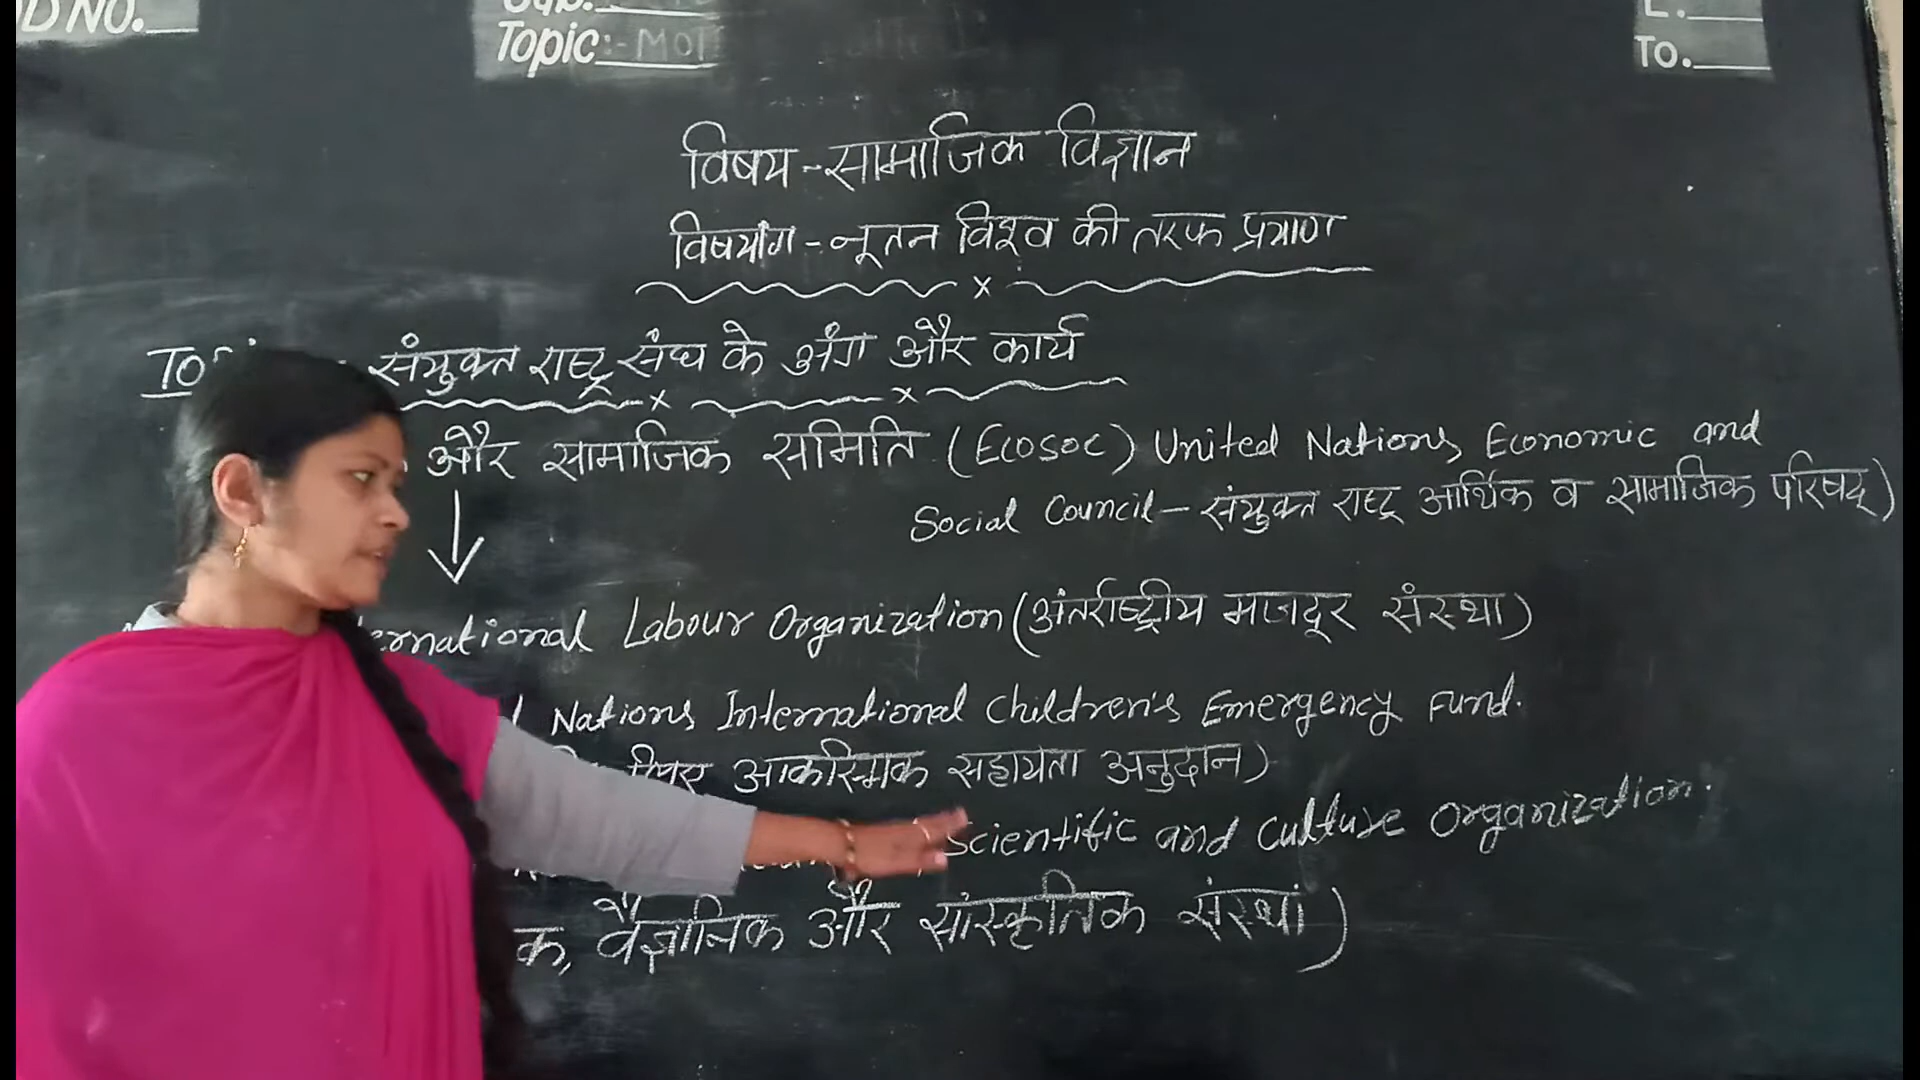 D NO.
Sub.
Topic:- MOI
TO.
विषय - सामाजिक विज्ञान
विषयांग - नूतन विश्व की तरफ प्रयाण
संयुक्त राष्ट्र संघ के अंग और कार्य
और सामाजिक समिति (Ecosoc) United Nations Economic and
Social Council - संयुक्त राष्ट्र आर्थिक व सामाजिक परिषद्)
ernational Labour Organization (अंतर्राष्ट्रीय मजदूर संस्था)
Nations International Children's Emergency Fund.
लिए आकस्मिक सहायता अनुदान)
Scientific and Culture Organization.
क, वैज्ञानिक और सांस्कृतिक संस्था)